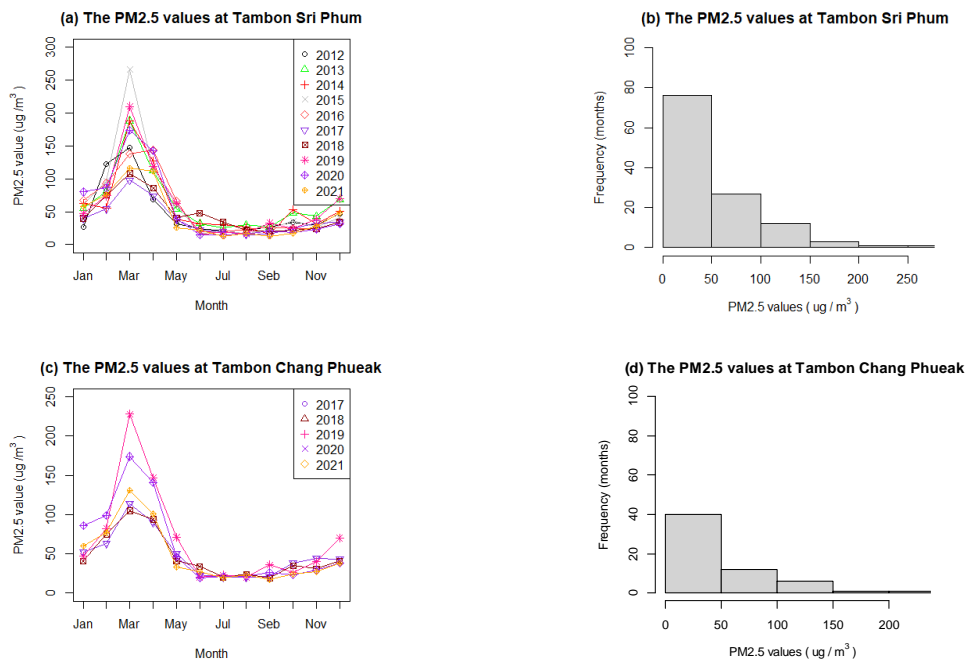 (a) The PM2.5 values at Tambon Sri Phum
PM2.5 value (ug /m³ )
300
250
200
150
100
50
0
2012
2013
2014
2015
2016
2017
2018
2019
2020
2021
Jan Mar May Jul Seb Nov
Month
(b) The PM2.5 values at Tambon Sri Phum
Frequency (months)
100
80
60
40
20
0
0 50 100 150 200 250
PM2.5 values ( ug / m³ )
(c) The PM2.5 values at Tambon Chang Phueak
PM2.5 value (ug /m³ )
250
200
150
100
50
0
2017
2018
2019
2020
2021
Jan Mar May Jul Seb Nov
Month
(d) The PM2.5 values at Tambon Chang Phueak
Frequency (months)
100
80
60
40
20
0
0 50 100 150 200
PM2.5 values ( ug / m³ )